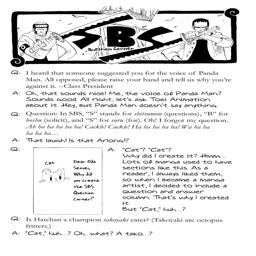 SBS
Question Corner
Q: I heard that someone suggested you for the voice of Panda
Man. All opposed, please raise your hand and tell us why you're
against it. --Class President
A: Oh, that sounds nice! Me, the voice of Panda Man?
Sounds good. All right, let's ask. Toei Animation
about it. Hey, but Panda Man doesn't say anything.
Q: Question: In SBS, "S" stands for shitsumon (questions), "B" for
boshu (solicit), and "S" for suru (for). Oh! I forgot my question.
Ah ha ha ha ha ha! Cackle! Cackle! Ha ha ha ha ha! Wa ha ha
ha ha...
A: That laugh! Is that Arlong!?
Q:
Cat
Dear Oda
Sensei,
Why did
you create
the SBS
Question
Corner?
A: "Cat"? "Cat"?
Why did I create it? Hmm...
Lots of manga used to have
sections like this. As a
reader, I always liked them,
so when I became a manga
artist, I decided to include a
question and answer
column. That's why I created
it.
But "Cat," huh...?
Q: Is Hatchan a champion takoyaki eater? (Takoyaki are octopus
fritters.)
A: "Cat," huh...? Oh, what? A tako...?